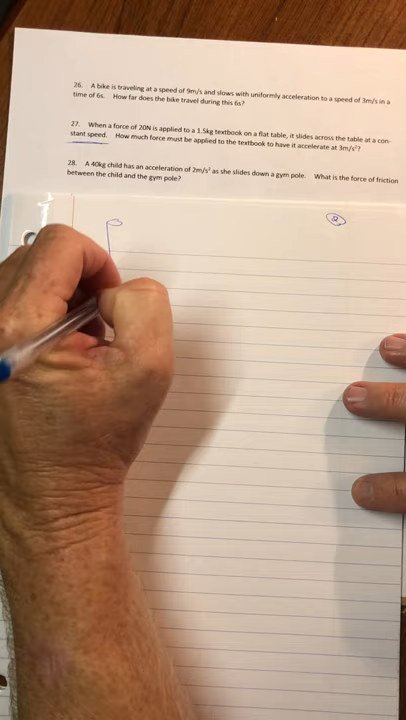 26. A bike is traveling at a speed of 9m/s and slows with uniformly acceleration to a speed of 3m/s in a
time of 6s. How far does the bike travel during this 6s?
27. When a force of 20N is applied to a 1.5kg textbook on a flat table, it slides across the table at a con-
stant speed. How much force must be applied to the textbook to have it accelerate at 3m/s²?
28. A 40kg child has an acceleration of 2m/s² as she slides down a gym pole. What is the force of friction
between the child and the gym pole?